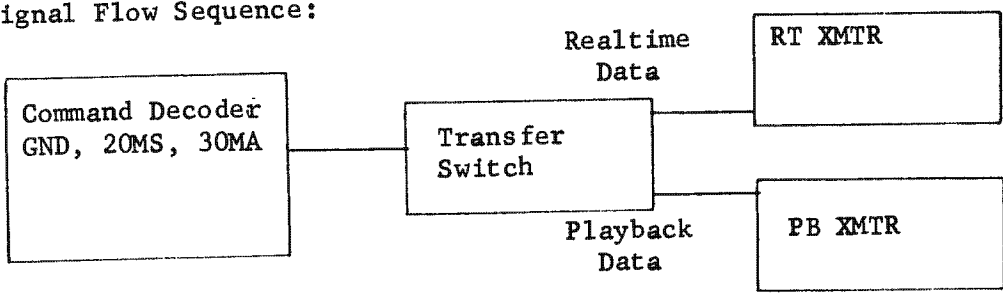 ignal Flow Sequence:
Realtime
Data
RT XMTR
Command Decoder
GND, 20MS, 30MA
Transfer
Switch
Playback
Data
PB XMTR